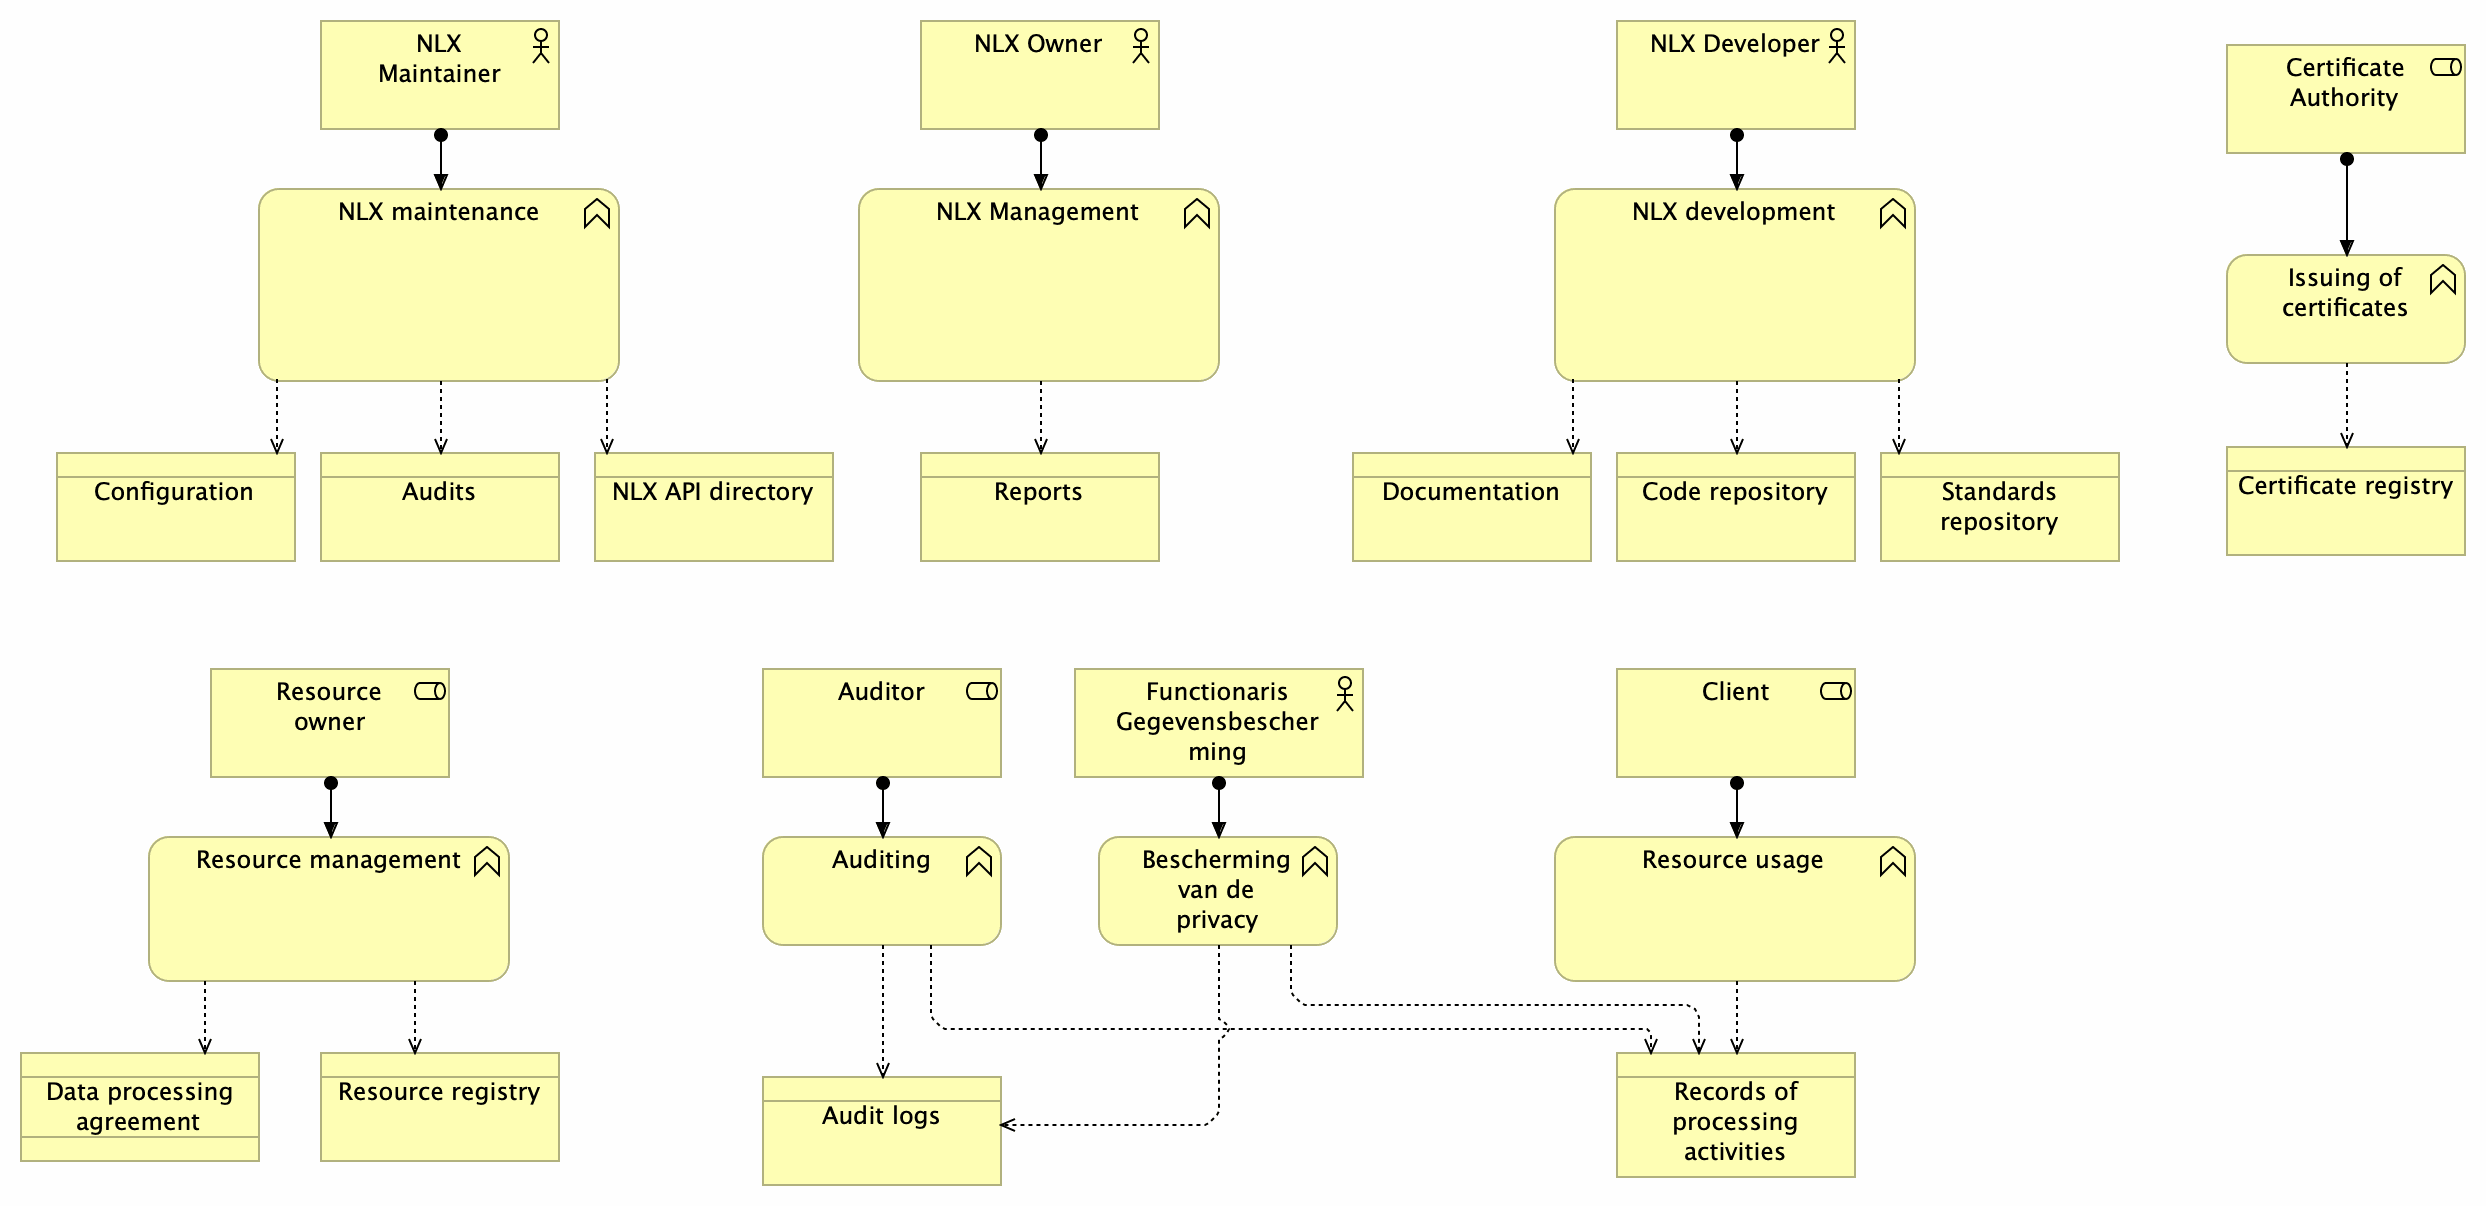 NLX
Maintainer
NLX Owner
NLX Developer
Certificate
Authority
NLX maintenance
NLX Management
NLX development
Issuing of
certificates
Configuration
Audits
NLX API directory
Reports
Documentation
Code repository
Standards
repository
Certificate registry
Resource
owner
Auditor
Functionaris
Gegevensbescher
ming
Client
Resource management
Auditing
Bescherming
van de
privacy
Resource usage
Data processing
agreement
Resource registry
Audit logs
Records of
processing
activities